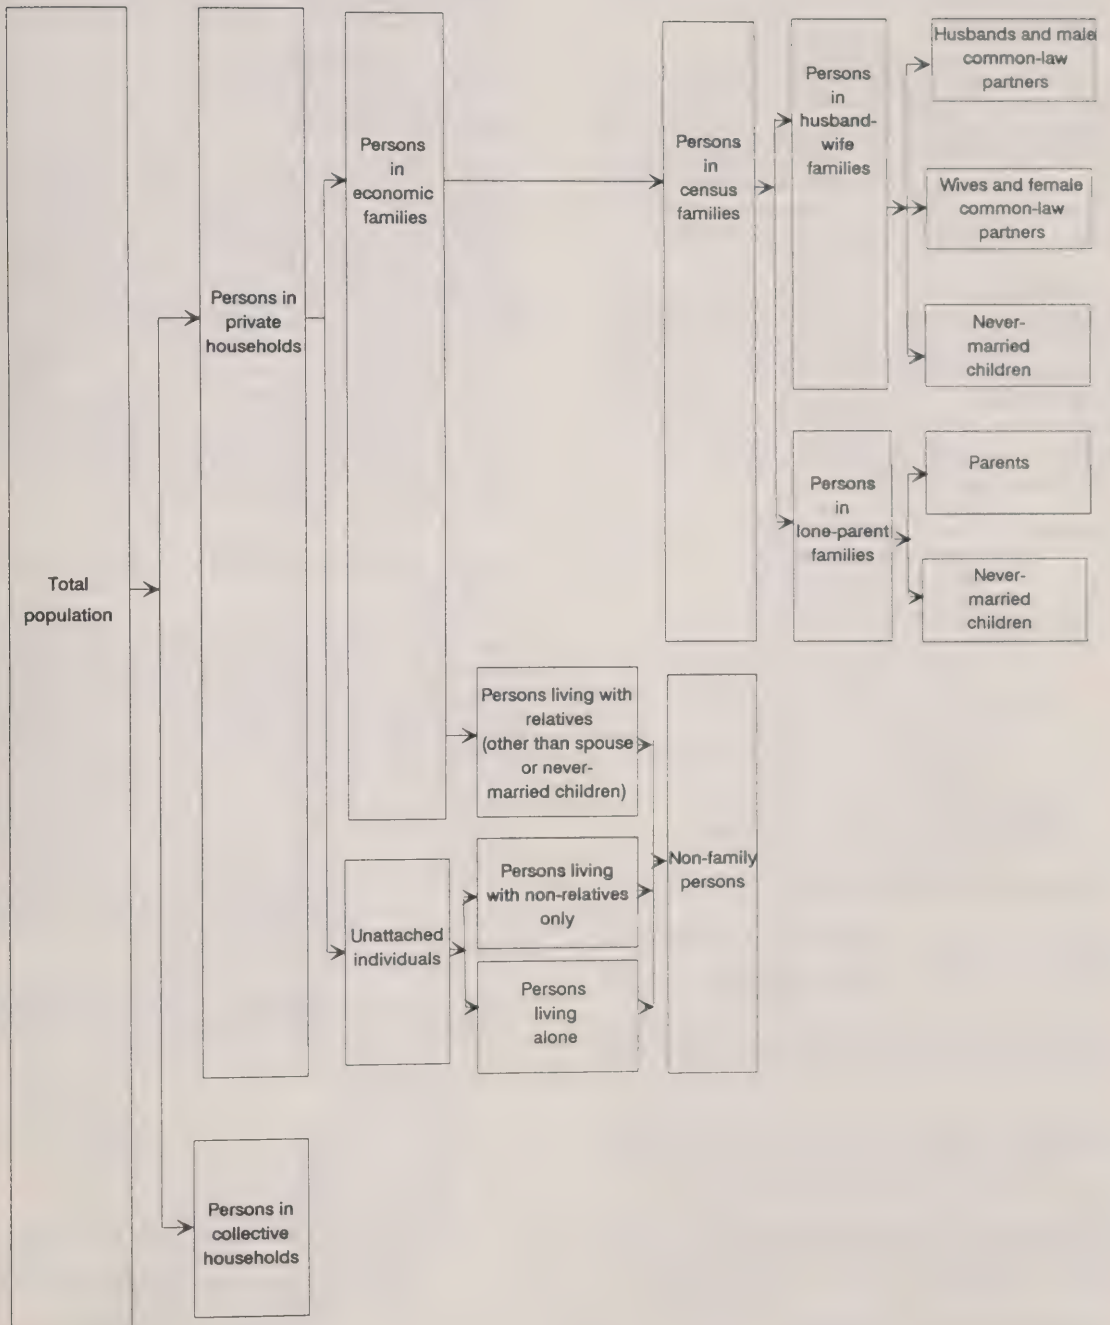 Total
population
Persons in
private
households
Persons in
collective
households
Persons
in
economic
families
Unattached
individuals
Persons living with
relatives
(other than spouse
or never-
married children)
Persons living
with non-relatives
only
Persons
living
alone
Persons
in
census
families
Non-family
persons
Persons
in
husband-
wife
families
Persons
in
lone-parent
families
Husbands and male
common-law
partners
Wives and female
common-law
partners
Never-
married
children
Parents
Never-
married
children